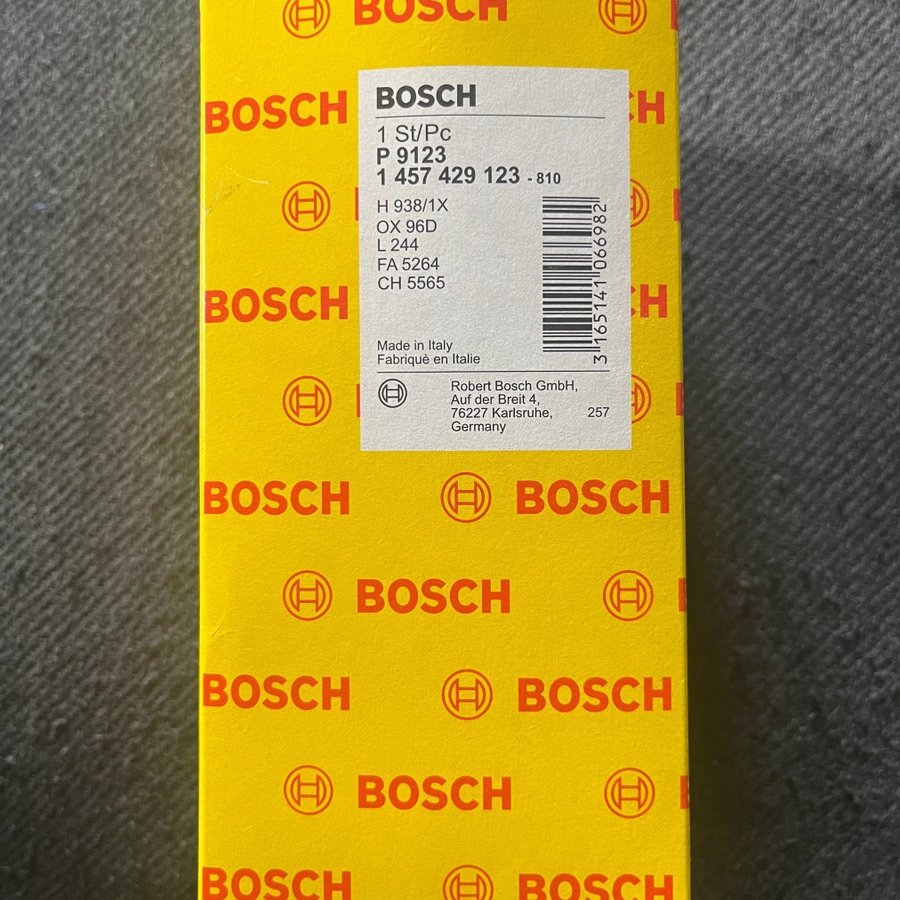 BOSCH
BOSCH
BOSCH
1 St/Pc
P 9123
1 457 429 123 - 810
H 938/1X
OX 96D
L 244
FA 5264
CH 5565
3 165141 066982
Made in Italy
Fabriquè en Italie
Robert Bosch GmbH,
Auf der Breit 4,
76227 Karlsruhe, 257
Germany
BOSCH
BOSCH BOSCH
BOSCH
BOSCH BOSCH
BOSCH
BOSCH BOSCH